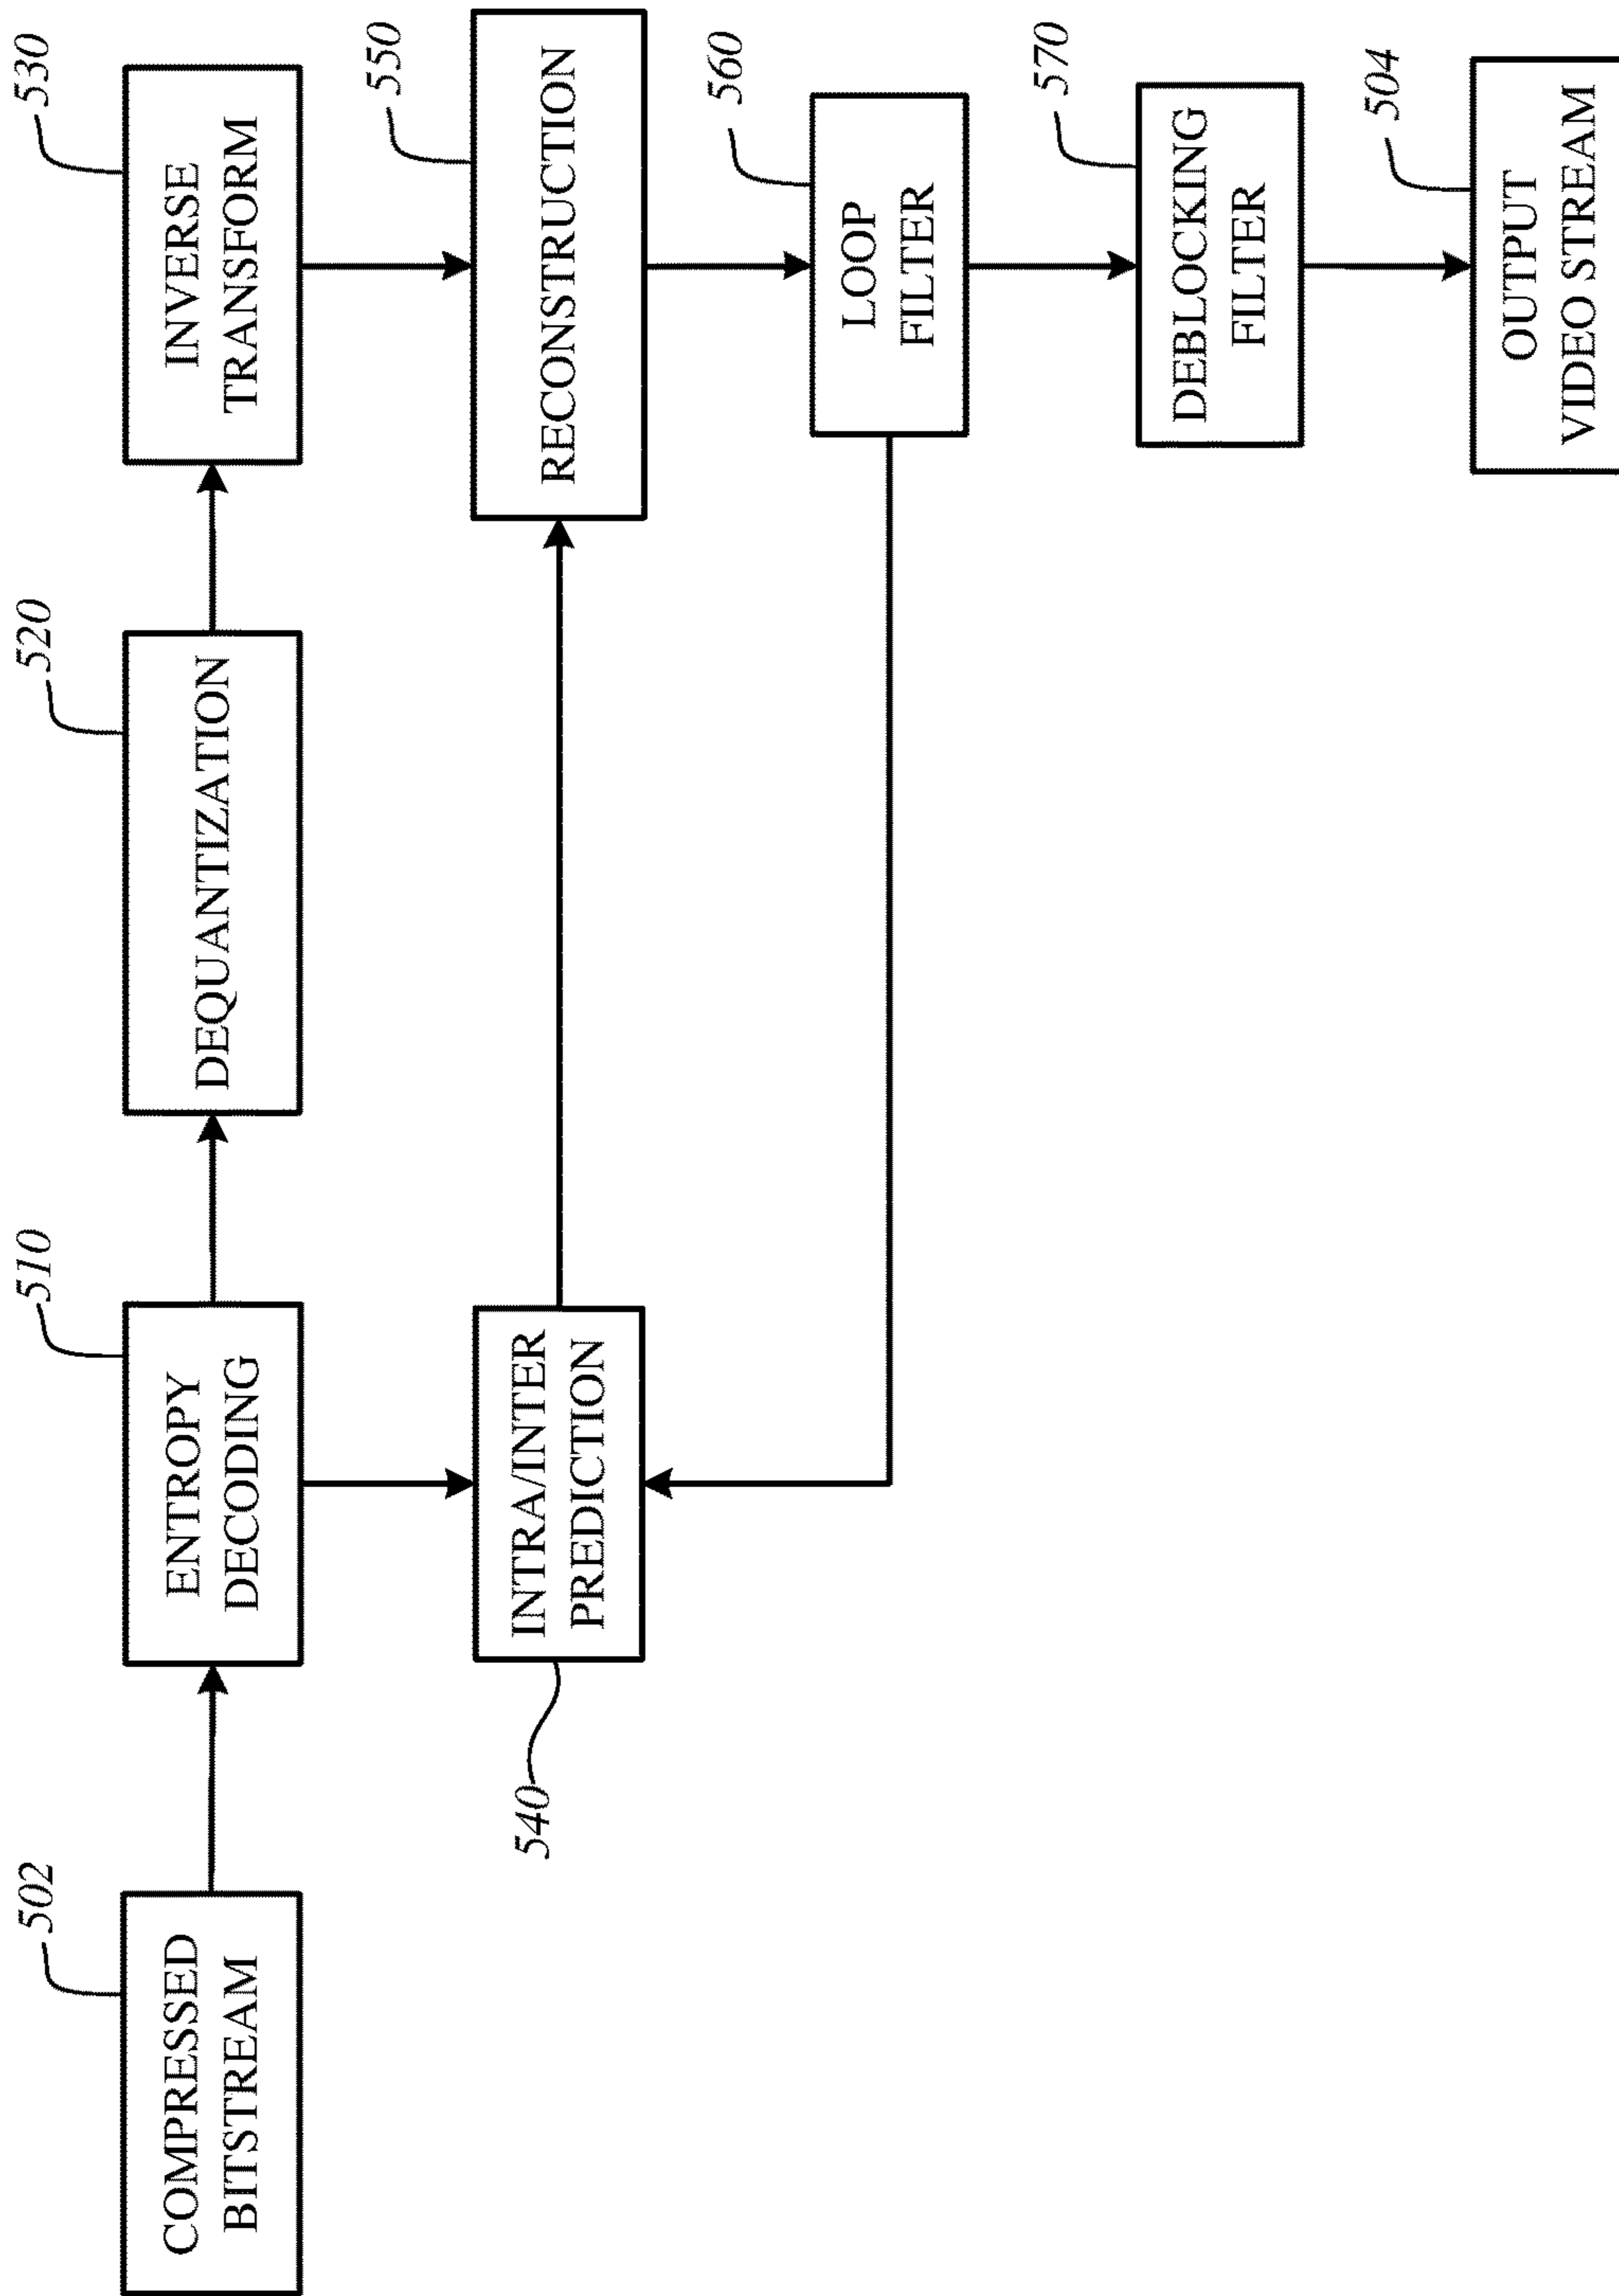 502
COMPRESSED
BITSTREAM
510
ENTROPY
DECODING
520
DEQUANTIZATION
530
INVERSE
TRANSFORM
540
INTRA/INTER
PREDICTION
550
RECONSTRUCTION
560
LOOP
FILTER
570
DEBLOCKING
FILTER
504
OUTPUT
VIDEO STREAM